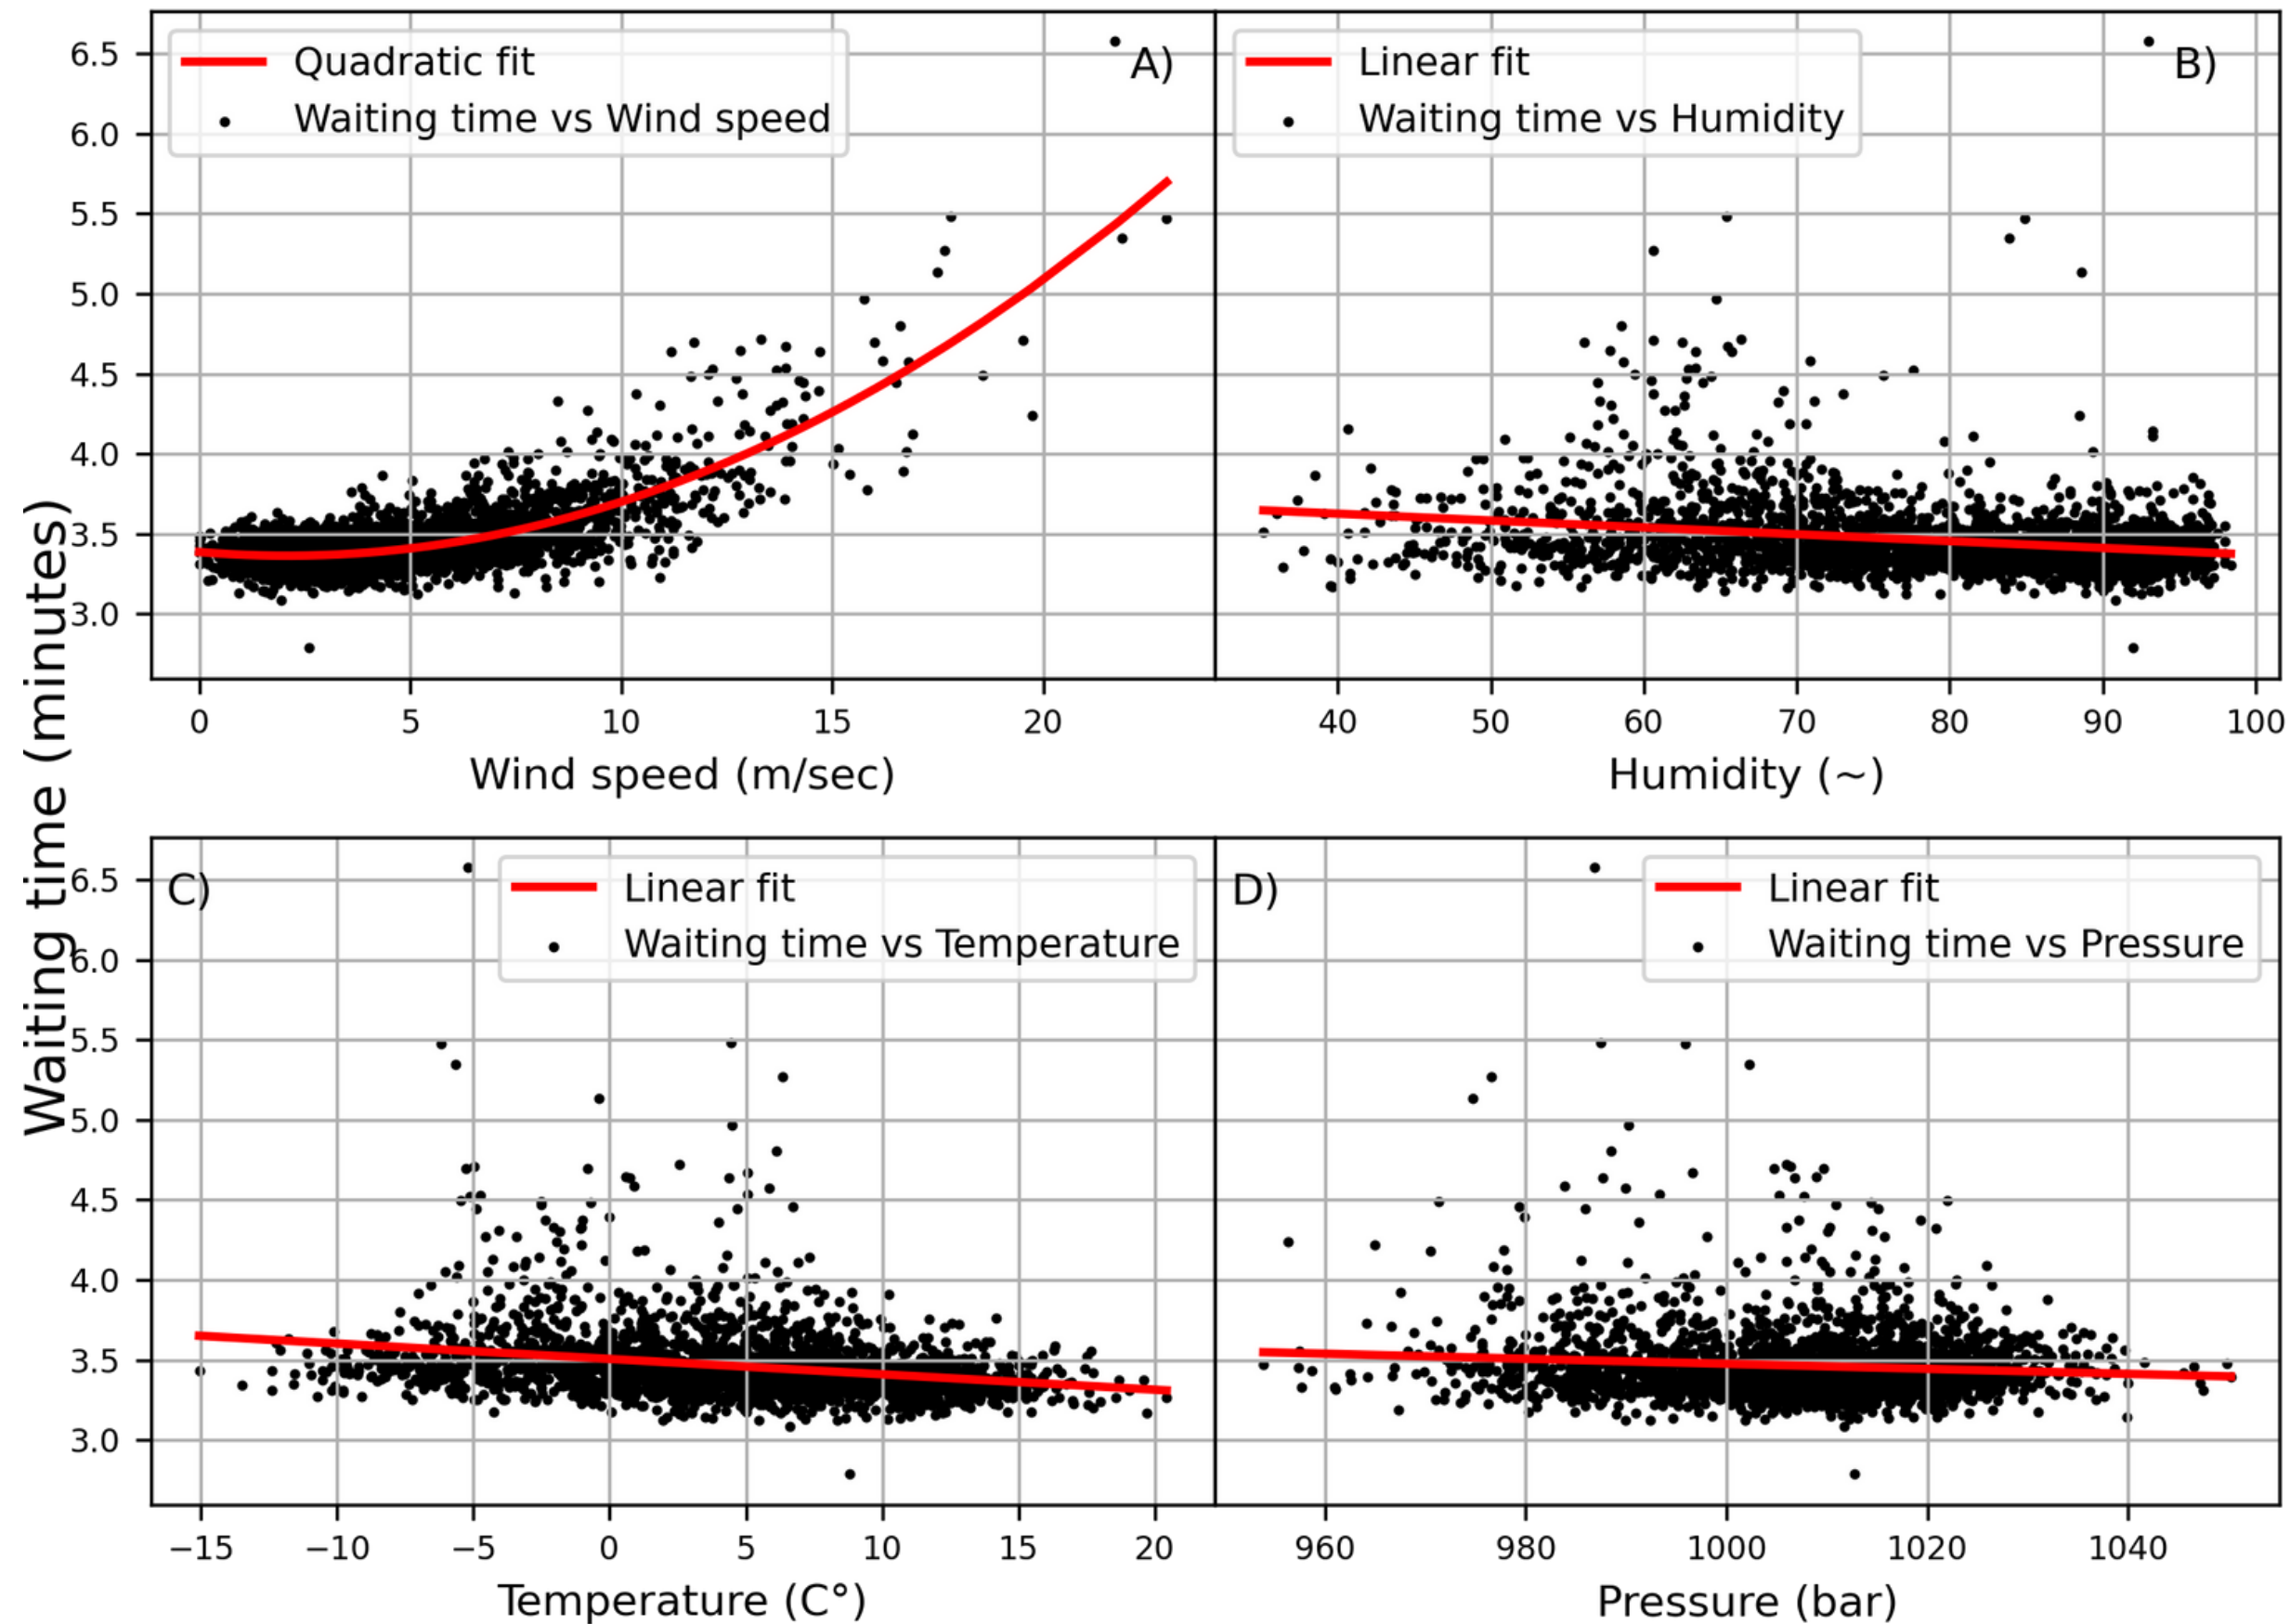 Waiting time (minutes)
Quadratic fit
Waiting time vs Wind speed
A)
6.5
6.0
5.5
5.0
4.5
4.0
3.5
3.0
0 5 10 15 20
Wind speed (m/sec)
Linear fit
Waiting time vs Humidity
B)
40 50 60 70 80 90 100
Humidity (~)
C)
Linear fit
Waiting time vs Temperature
6.5
6.0
5.5
5.0
4.5
4.0
3.5
3.0
−15 −10 −5 0 5 10 15 20
Temperature (C°)
D)
Linear fit
Waiting time vs Pressure
960 980 1000 1020 1040
Pressure (bar)